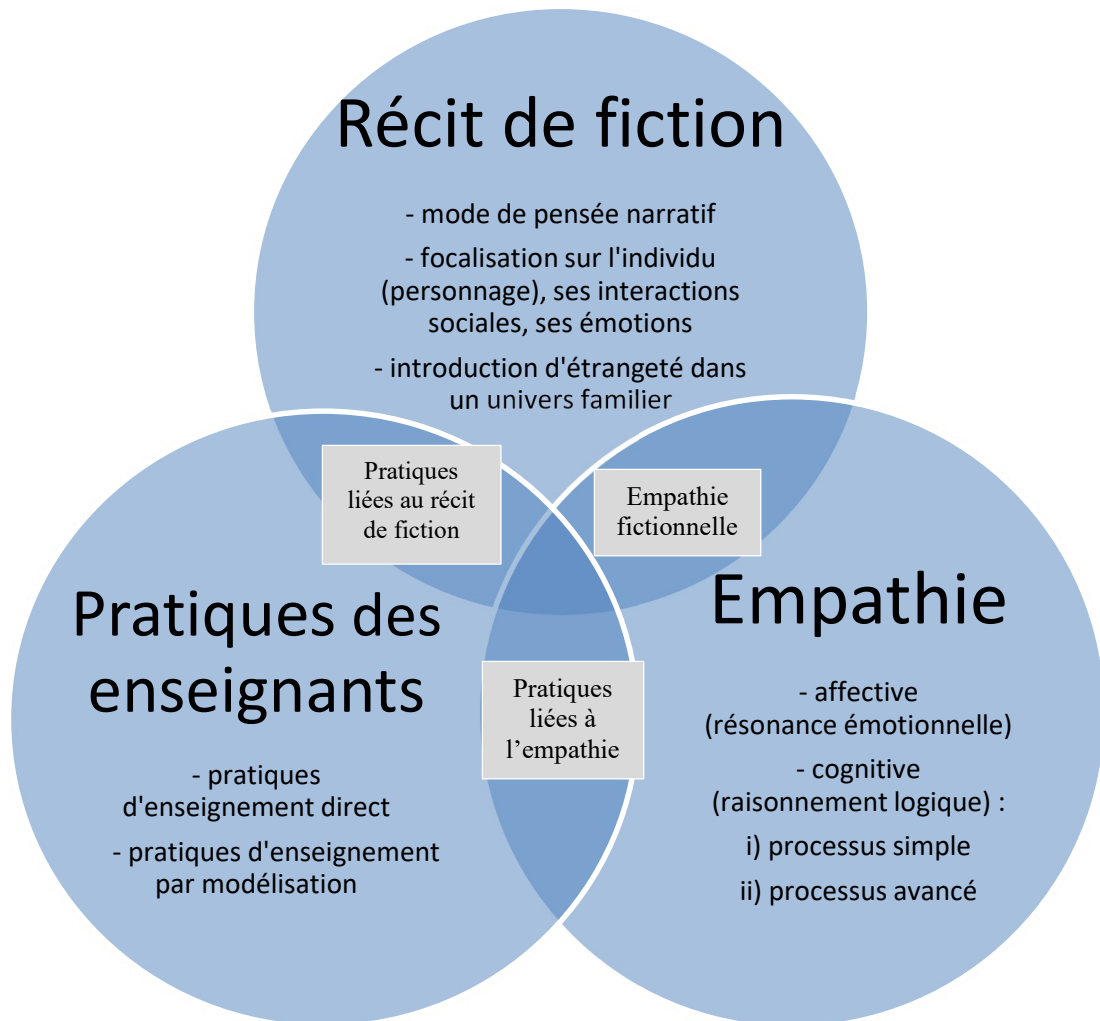 Récit de fiction
- mode de pensée narratif
- focalisation sur l'individu
(personnage), ses interactions
sociales, ses émotions
- introduction d'étrangeté dans
un univers familier
Pratiques
liées au récit
de fiction
Empathie
fictionnelle
Pratiques des
enseignants
- pratiques
d'enseignement direct
- pratiques d'enseignement
par modélisation
Pratiques
liées à
l’empathie
Empathie
- affective
(résonance émotionnelle)
- cognitive
(raisonnement logique) :
i) processus simple
ii) processus avancé